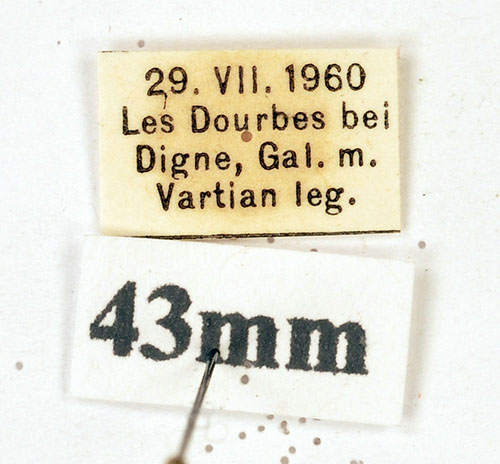 29. VII. 1960
Les Dourbes bei
Digne, Gal. m.
Vartian leg.
43mm